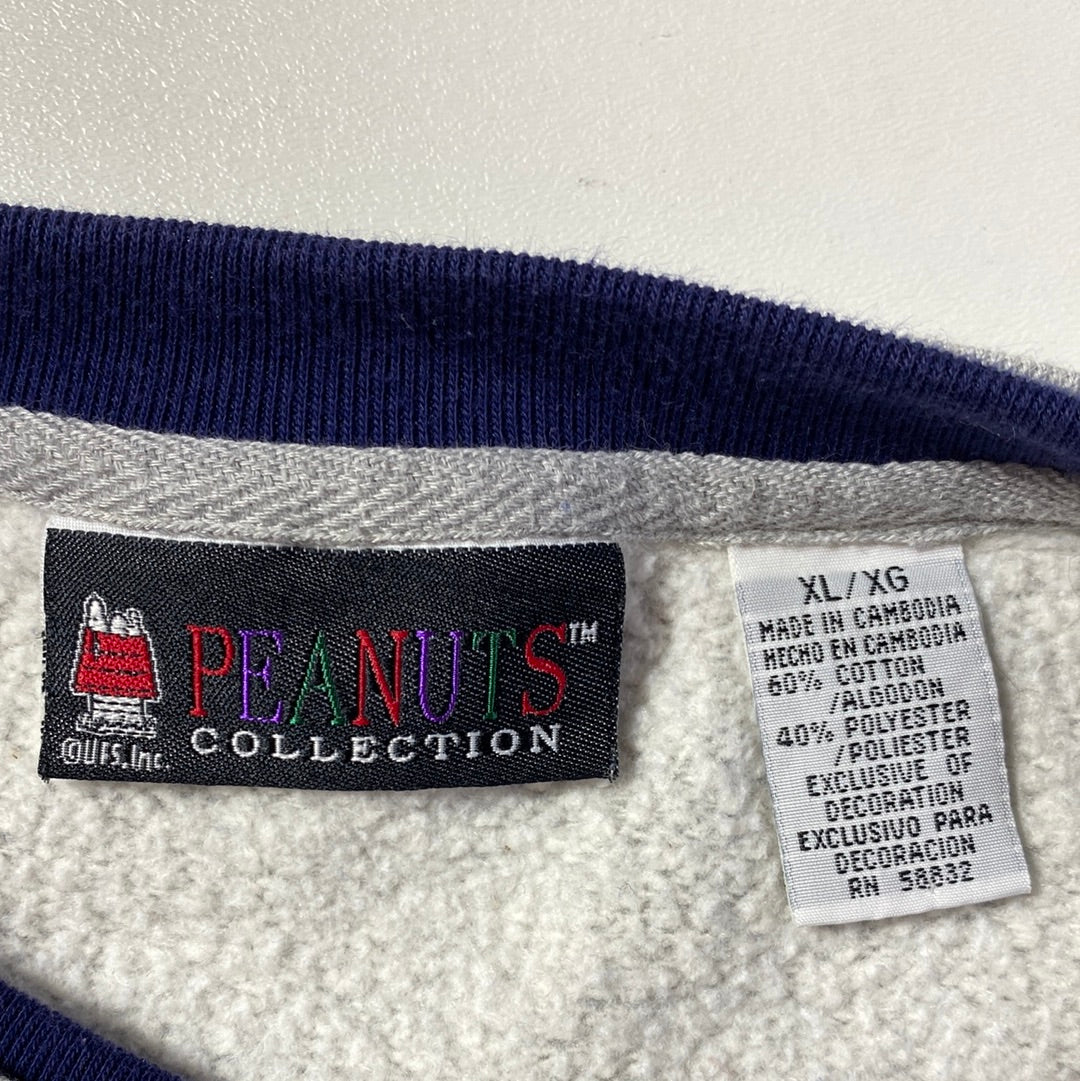 PEANUTS™
COLLECTION
©UFS, Inc.
XL/XG
MADE IN CAMBODIA
HECHO EN CAMBODIA
60% COTTON
/ALGODON
40% POLYESTER
/POLIESTER
EXCLUSIVE OF
DECORATION
EXCLUSIVO PARA
DECORACION
RN 58832